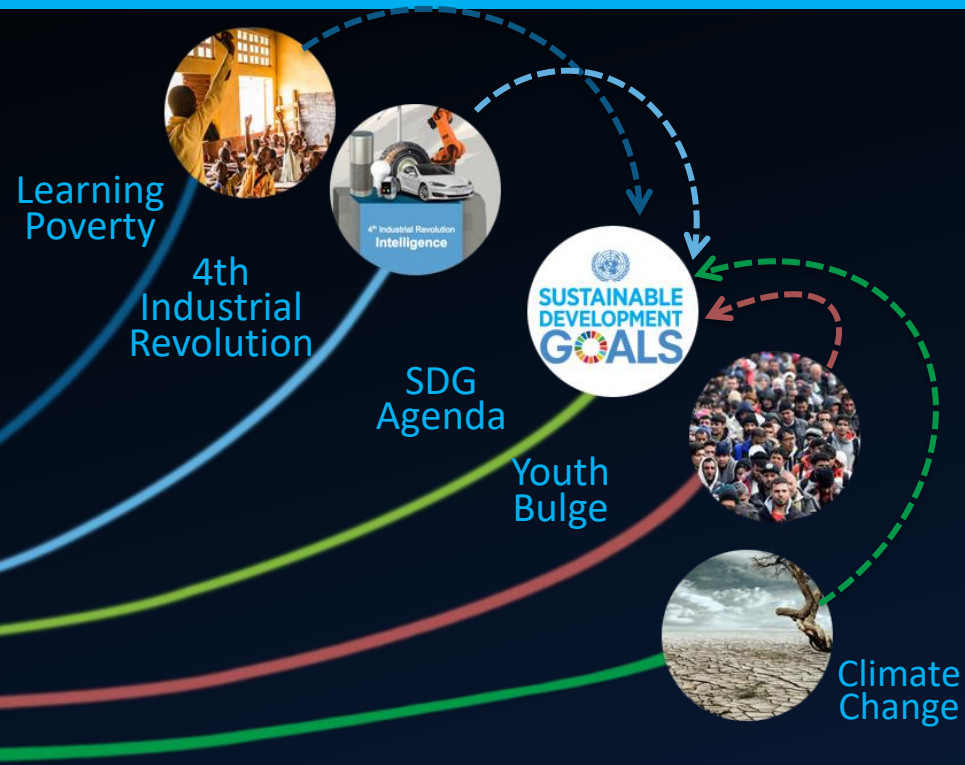 Learning
Poverty
4th
Industrial
Revolution
4th Industrial Revolution
Intelligence
SUSTAINABLE
DEVELOPMENT
GOALS
SDG
Agenda
Youth
Bulge
Climate
Change